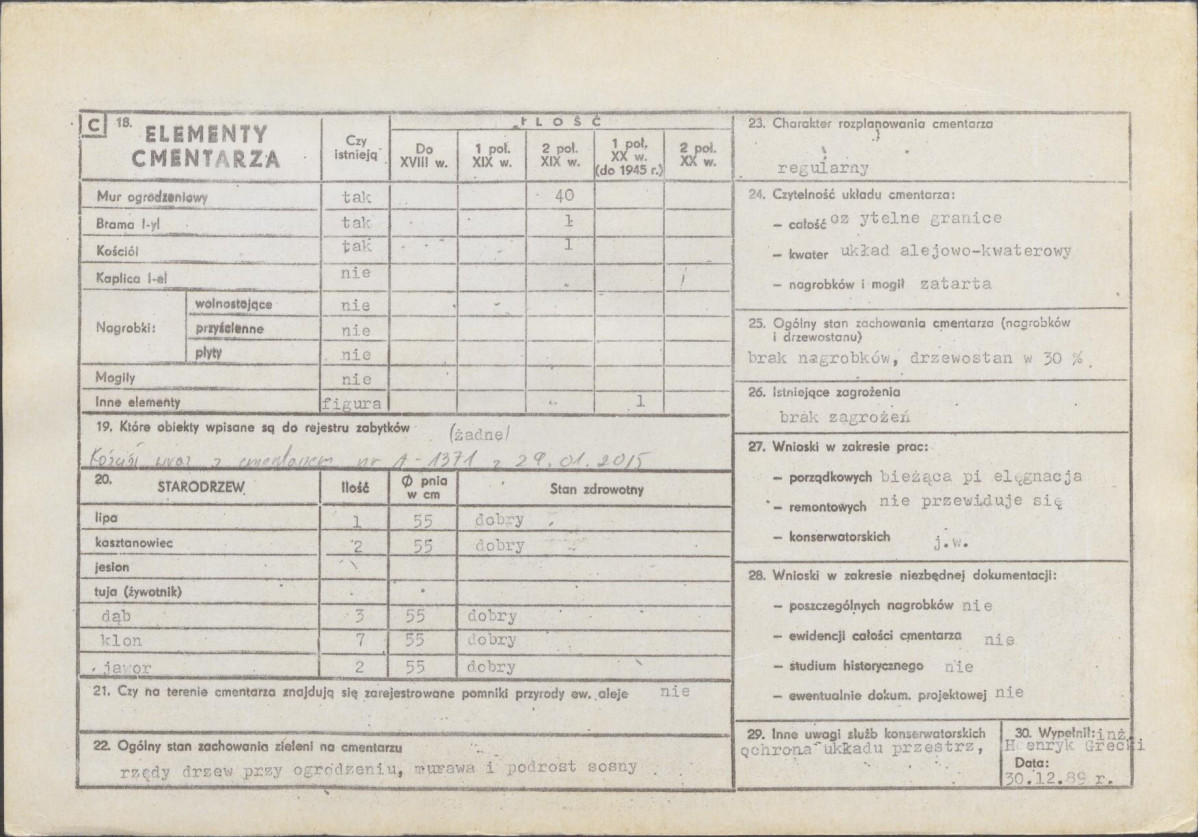 C 18. ELEMENTY CMENTARZA
Czy istnieją
IŁOŚĆ
Do XVIII w.
1 poł. XIX w.
2 poł. XIX w.
1 poł. XX w. (do 1945 r.)
2 poł. XX w.
Mur ogrodzeniowy tak 40
Brama I-yl tak 1
Kościół tak 1
Kaplica I-el nie
Nagrobki:
wolnostojące nie
przyścienne nie
płyty nie
Mogiły nie
Inne elementy figura 1
19. Które obiekty wpisane są do rejestru zabytków (żadne/
Kościół wraz z cmentarzem nr A-1371 z 29.01.2015
20. STARODRZEW Ilość Ø pnia w cm Stan zdrowotny
lipa 1 55 dobry
kasztanowiec 2 55 dobry
jesion
tuja (żywotnik)
dąb 3 55 dobry
klon 7 55 dobry
jawor 2 55 dobry
21. Czy na terenie cmentarza znajdują się zarejestrowane pomniki przyrody ew. aleje nie
22. Ogólny stan zachowania zieleni na cmentarzu
rzędy drzew przy ogrodzeniu, murawa i podrost sosny
23. Charakter rozplanowania cmentarza
regularny
24. Czytelność układu cmentarza:
– całość oz ytelne granice
– kwater układ alejowo-kwaterowy
– nagrobków i mogił zatarta
25. Ogólny stan zachowania cmentarza (nagrobków
i drzewostanu)
brak nagrobków, drzewostan w 30 %
26. Istniejące zagrożenia
brak zagrożeń
27. Wnioski w zakresie prac:
– porządkowych bieżąca pi elęgnacja
– remontowych nie przewiduje się
– konserwatorskich j.w.
28. Wnioski w zakresie niezbędnej dokumentacji:
– poszczególnych nagrobków nie
– ewidencji całości cmentarza nie
– studium historycznego nie
– ewentualnie dokum. projektowej nie
29. Inne uwagi służb konserwatorskich
ochrona układu przestrz,
30. Wypełnił: inż.
Henryk Grecki
Data:
30.12.89 r.